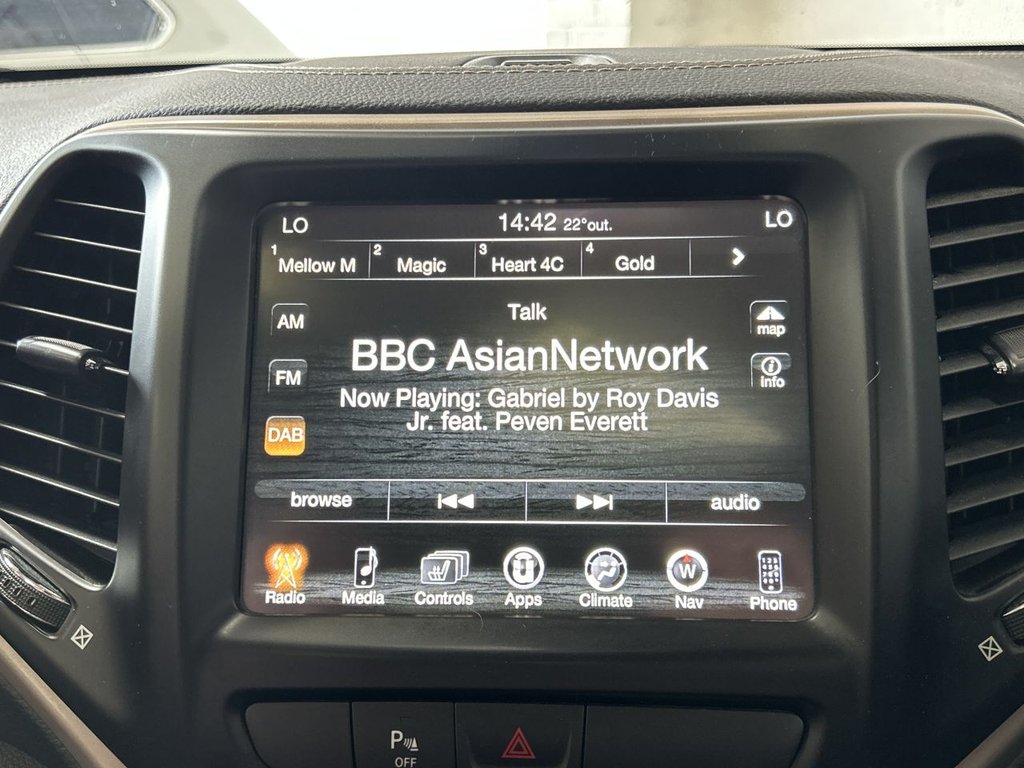 LO 14:42 22°out. LO
1 Mellow M 2 Magic 3 Heart 4C 4 Gold
Talk
AM
map
BBC AsianNetwork
FM
info
Now Playing: Gabriel by Roy Davis
Jr. feat. Peven Everett
DAB
browse audio
Radio Media Controls Apps Climate W Nav Phone
P
OFF